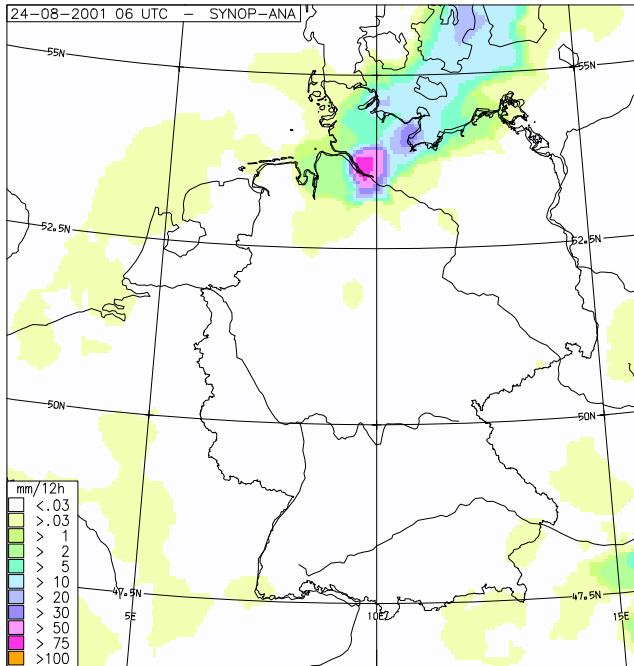 24-08-2001 06 UTC – SYNOP-ANA
55N
55N
52.5N
52.5N
50N
50N
mm/12h
<.03
>.03
> 1
> 2
> 5
> 10
> 20
> 30
> 50
> 75
>100
47.5N
47.5N
5E
10E
15E